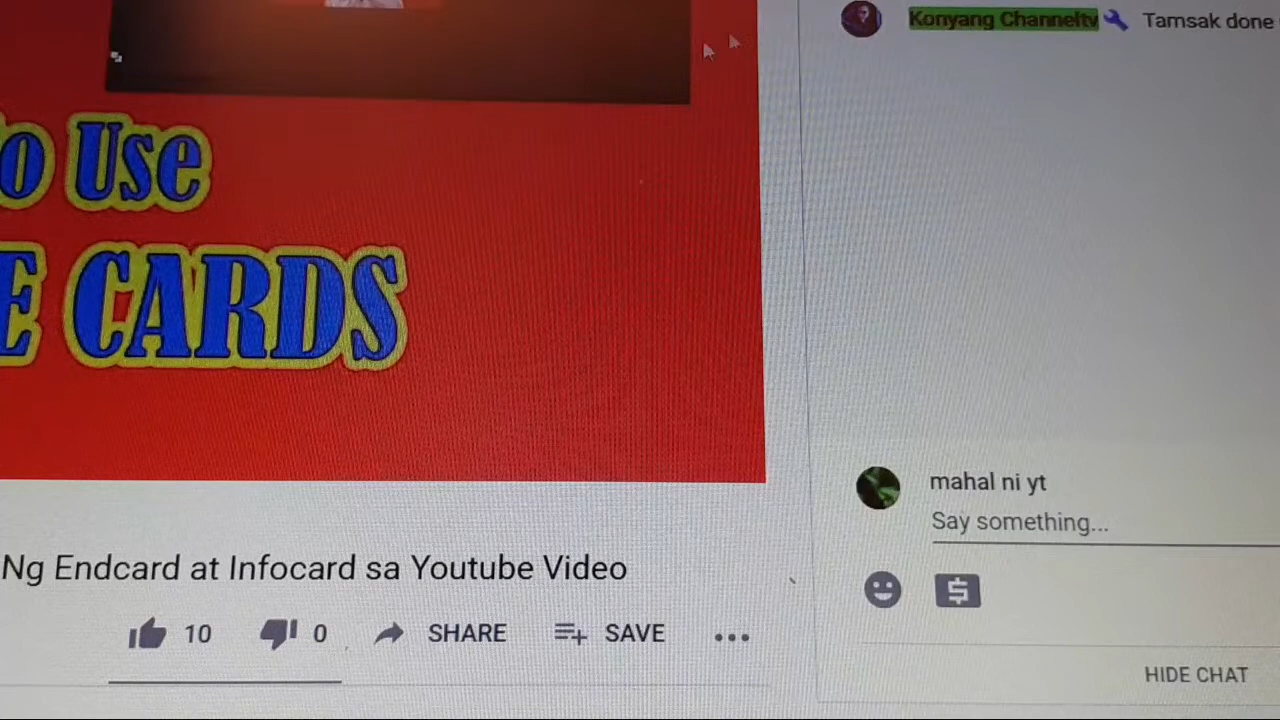 Konyang Channeltv Tamsak done
o Use
E CARDS
mahal ni yt
Say something...
Ng Endcard at Infocard sa Youtube Video
10 0 SHARE SAVE
HIDE CHAT